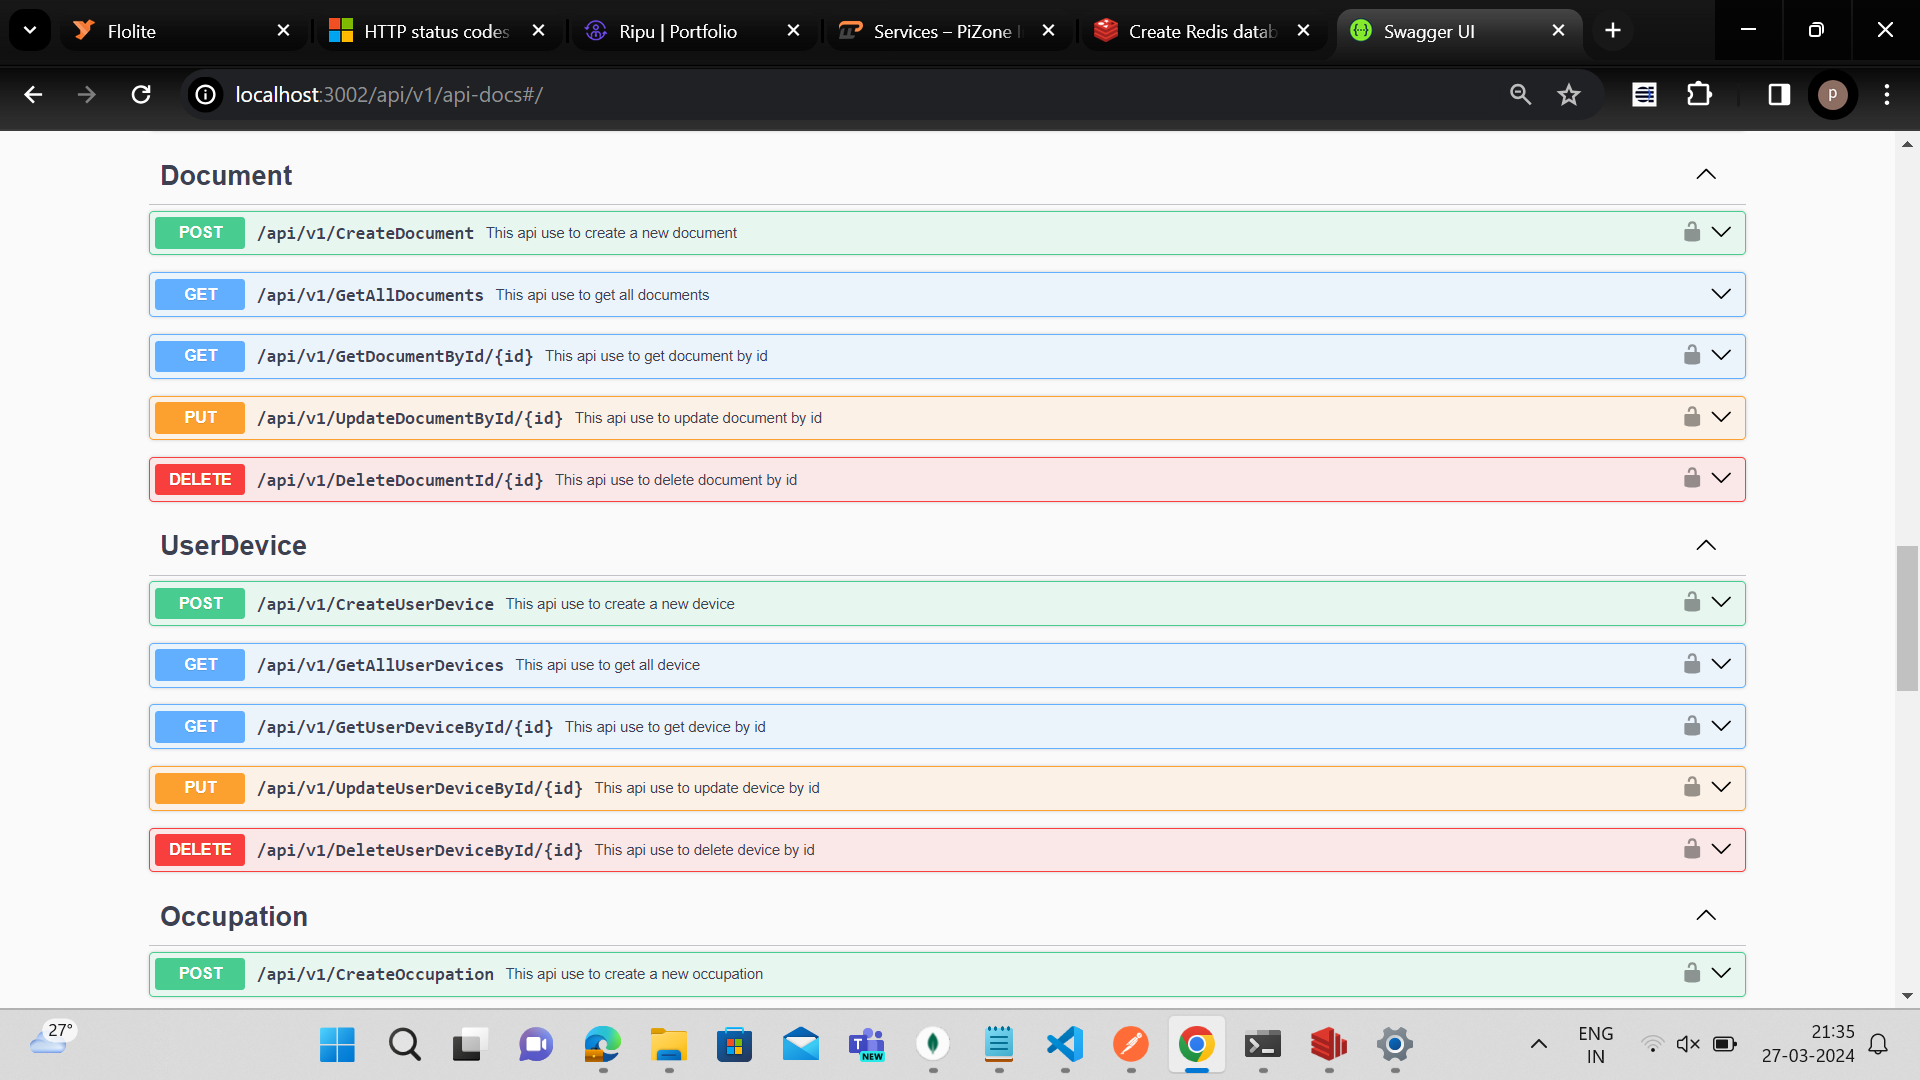 Flolite
HTTP status codes
Ripu | Portfolio
Services – PiZone I
Create Redis datab
Swagger UI
localhost:3002/api/v1/api-docs#/
p
Document
POST /api/v1/CreateDocument This api use to create a new document
GET /api/v1/GetAllDocuments This api use to get all documents
GET /api/v1/GetDocumentById/{id} This api use to get document by id
PUT /api/v1/UpdateDocumentById/{id} This api use to update document by id
DELETE /api/v1/DeleteDocumentId/{id} This api use to delete document by id
UserDevice
POST /api/v1/CreateUserDevice This api use to create a new device
GET /api/v1/GetAllUserDevices This api use to get all device
GET /api/v1/GetUserDeviceById/{id} This api use to get device by id
PUT /api/v1/UpdateUserDeviceById/{id} This api use to update device by id
DELETE /api/v1/DeleteUserDeviceById/{id} This api use to delete device by id
Occupation
POST /api/v1/CreateOccupation This api use to create a new occupation
27°
T
NEW
ENG
IN
21:35
27-03-2024